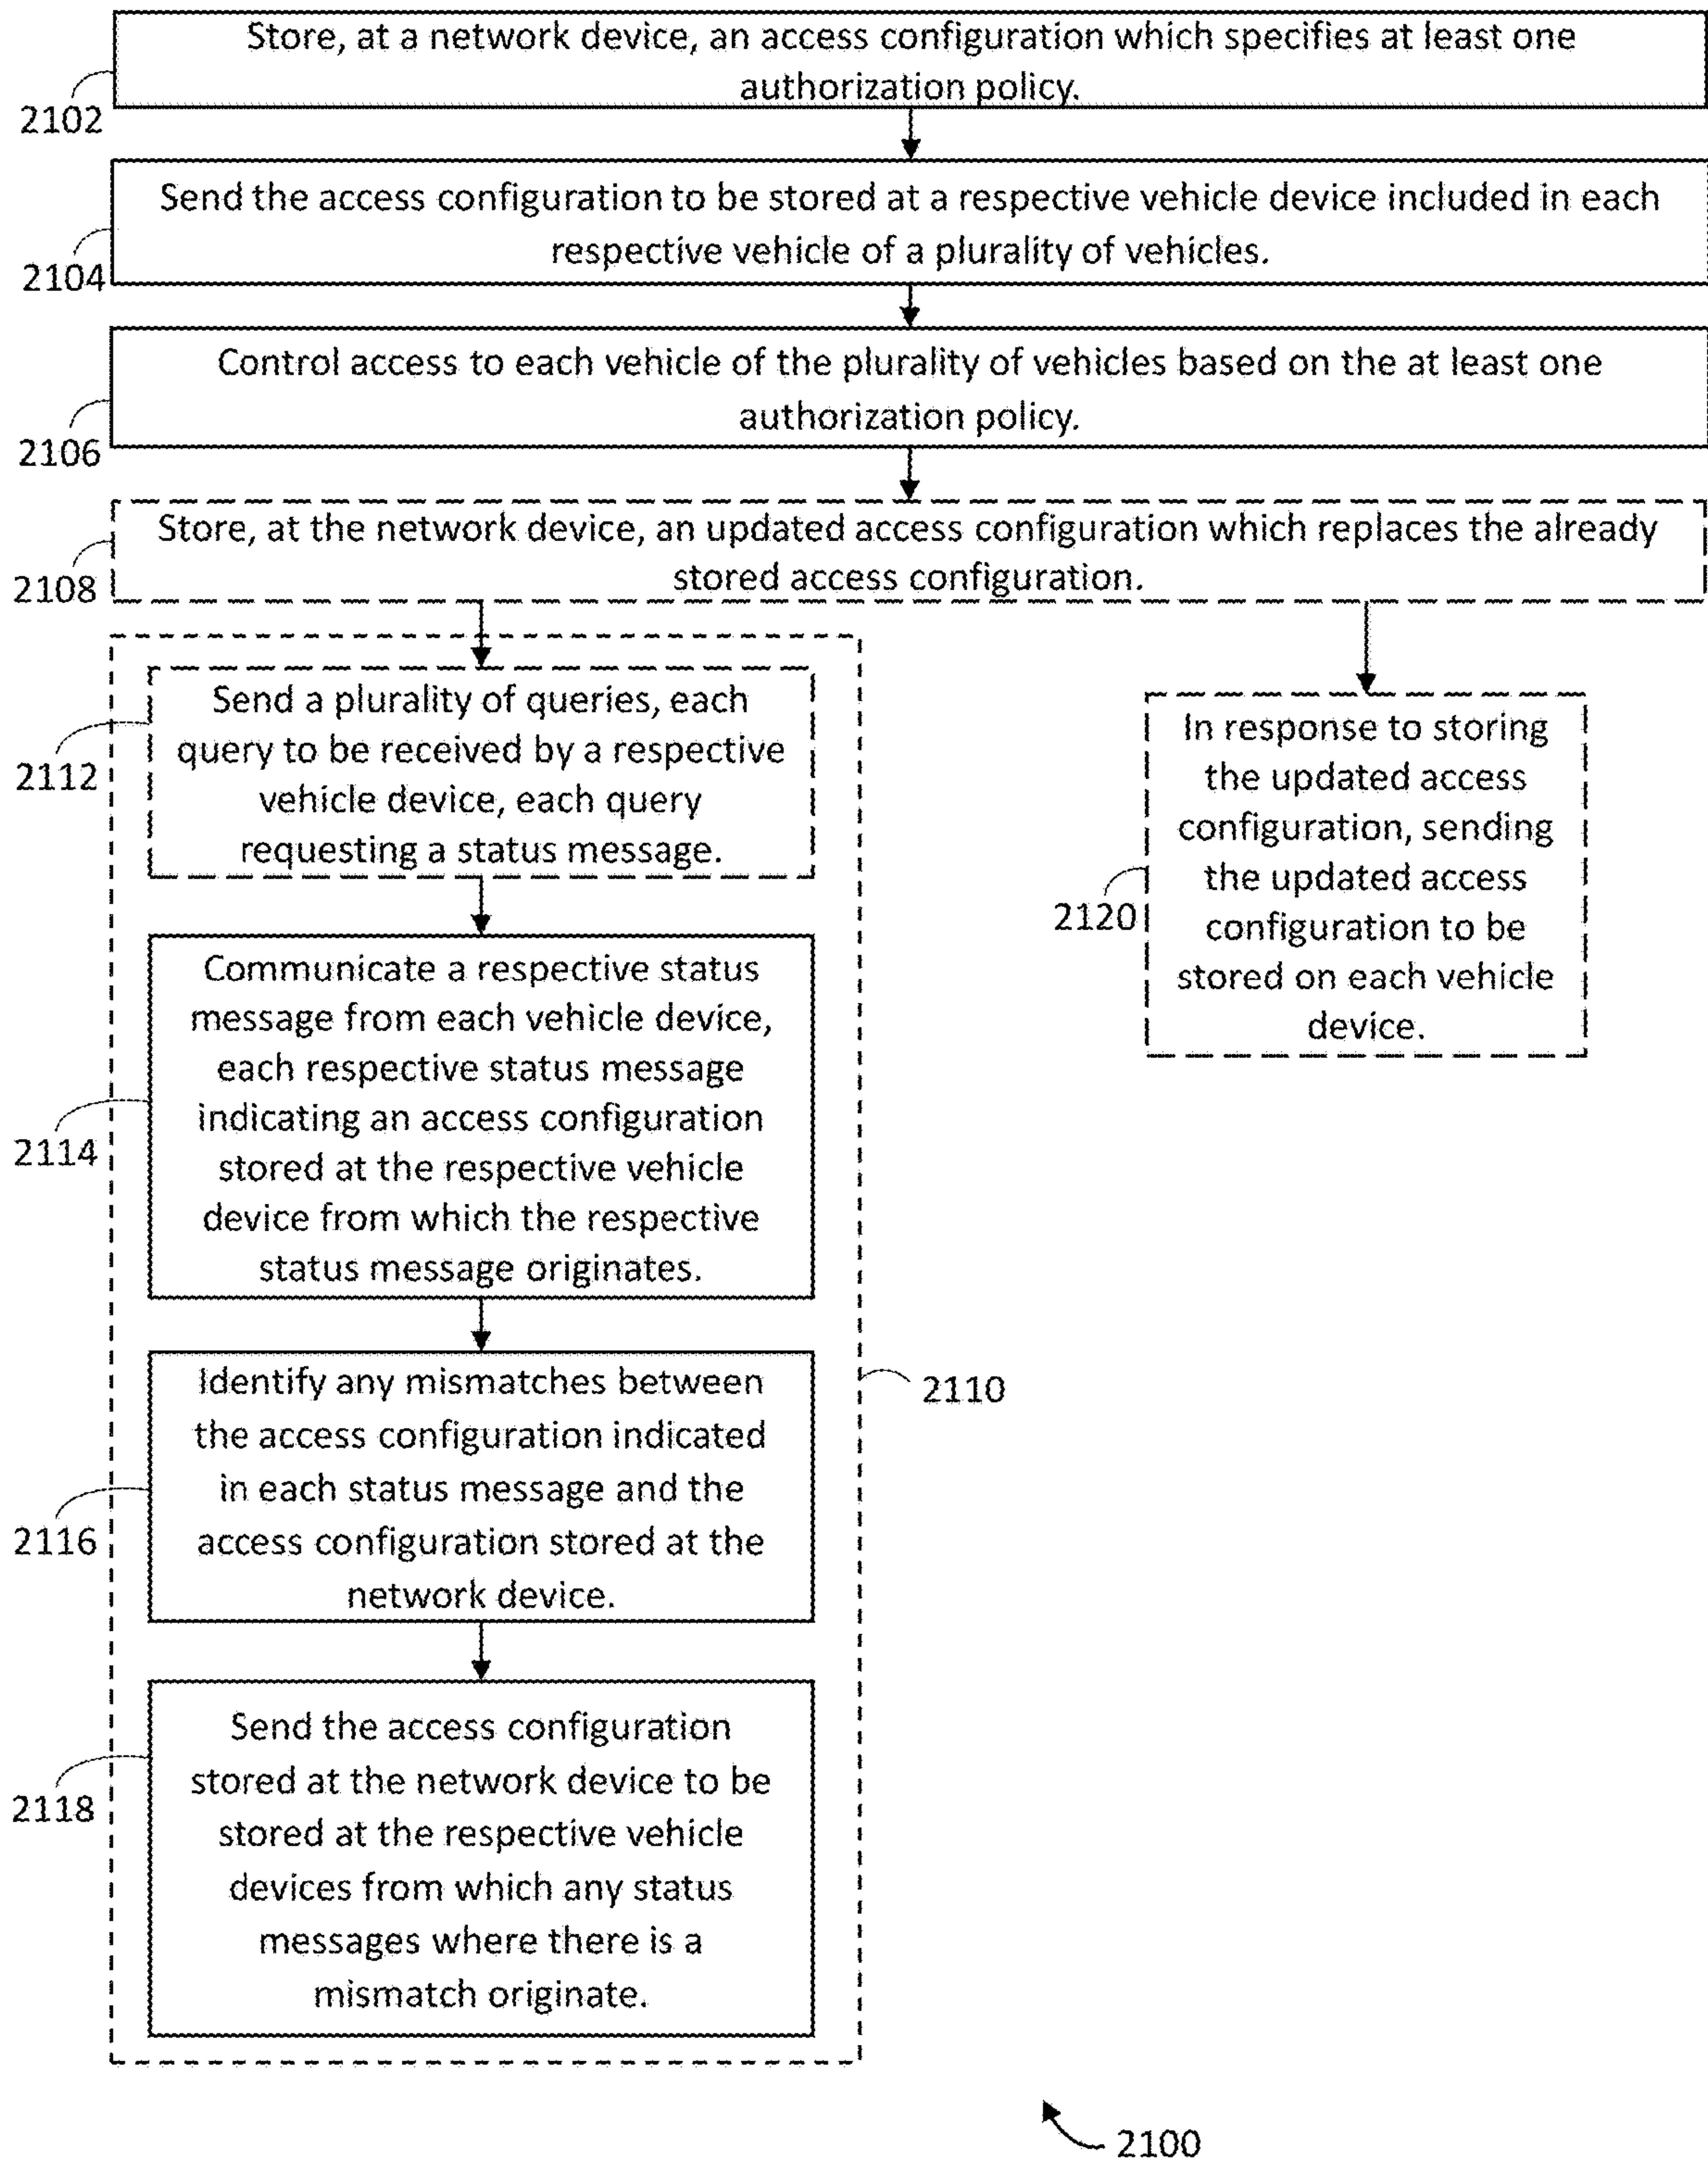 Store, at a network device, an access configuration which specifies at least one
authorization policy.
2102
Send the access configuration to be stored at a respective vehicle device included in each
respective vehicle of a plurality of vehicles.
2104
Control access to each vehicle of the plurality of vehicles based on the at least one
authorization policy.
2106
Store, at the network device, an updated access configuration which replaces the already
stored access configuration.
2108
Send a plurality of queries, each
query to be received by a respective
vehicle device, each query
requesting a status message.
2112
In response to storing
the updated access
configuration, sending
the updated access
configuration to be
stored on each vehicle
device.
2120
Communicate a respective status
message from each vehicle device,
each respective status message
indicating an access configuration
stored at the respective vehicle
device from which the respective
status message originates.
2114
Identify any mismatches between
the access configuration indicated
in each status message and the
access configuration stored at the
network device.
2116
2110
Send the access configuration
stored at the network device to be
stored at the respective vehicle
devices from which any status
messages where there is a
mismatch originate.
2118
2100